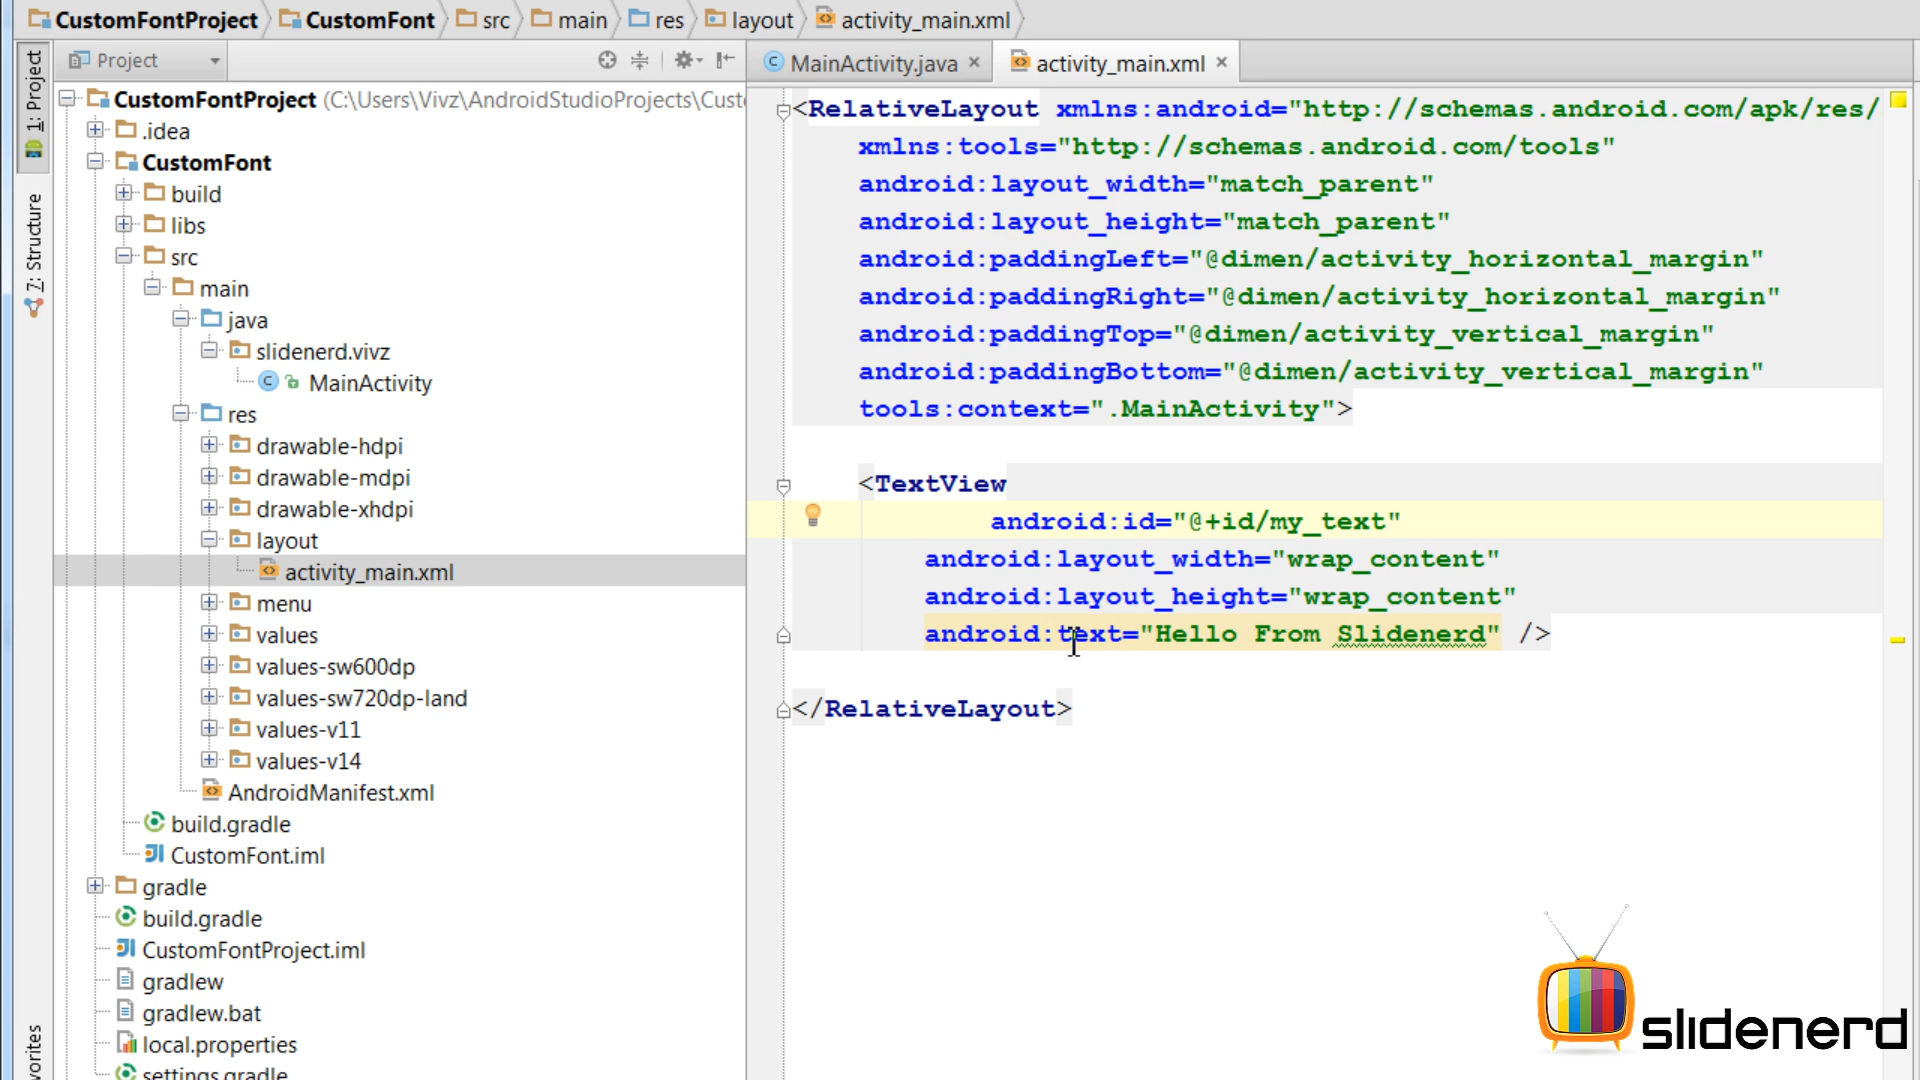 CustomFontProject CustomFont src main res layout activity_main.xml
Project
MainActivity.java
activity_main.xml
1: Project
7: Structure
vorites
CustomFontProject (C:\Users\Vivz\AndroidStudioProjects\Cust
.idea
CustomFont
build
libs
src
main
java
slidenerd.vivz
MainActivity
res
drawable-hdpi
drawable-mdpi
drawable-xhdpi
layout
activity_main.xml
menu
values
values-sw600dp
values-sw720dp-land
values-v11
values-v14
AndroidManifest.xml
build.gradle
CustomFont.iml
gradle
build.gradle
CustomFontProject.iml
gradlew
gradlew.bat
local.properties
settings.gradle
<RelativeLayout xmlns:android="http://schemas.android.com/apk/res/
xmlns:tools="http://schemas.android.com/tools"
android:layout_width="match_parent"
android:layout_height="match_parent"
android:paddingLeft="@dimen/activity_horizontal_margin"
android:paddingRight="@dimen/activity_horizontal_margin"
android:paddingTop="@dimen/activity_vertical_margin"
android:paddingBottom="@dimen/activity_vertical_margin"
tools:context=".MainActivity">
<TextView
android:id="@+id/my_text"
android:layout_width="wrap_content"
android:layout_height="wrap_content"
android:text="Hello From Slidenerd" />
</RelativeLayout>
slidenerd